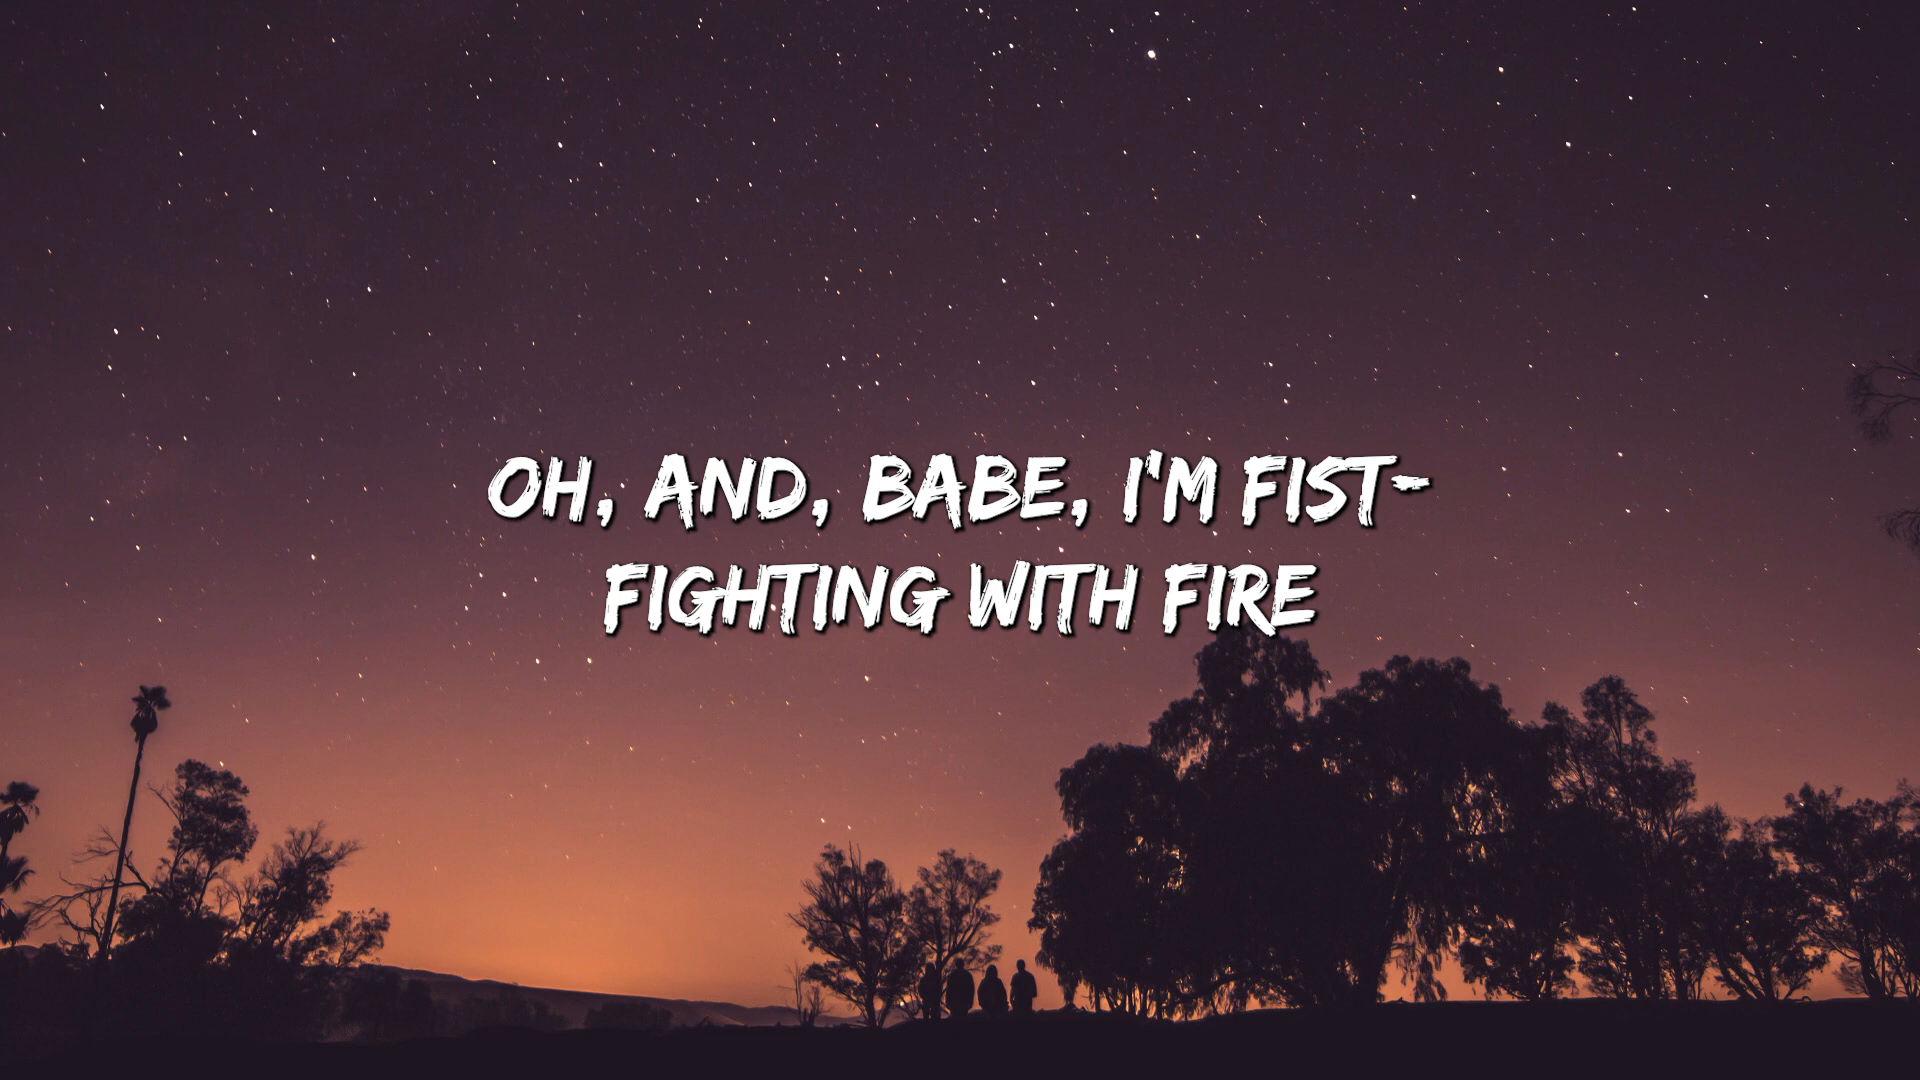 OH, AND, BABE, I'M FIST-
FIGHTING WITH FIRE